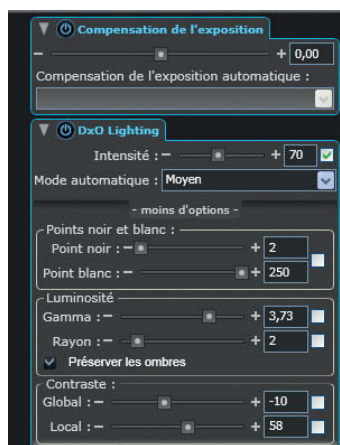 Compensation de l'exposition
- + 0,00
Compensation de l'exposition automatique :
DxO Lighting
Intensité : - + 70
Mode automatique : Moyen
- moins d'options -
Points noir et blanc :
Point noir : - + 2
Point blanc : - + 250
Luminosité
Gamma : - + 3,73
Rayon : - + 2
Préserver les ombres
Contraste :
Global : - + -10
Local : - + 58